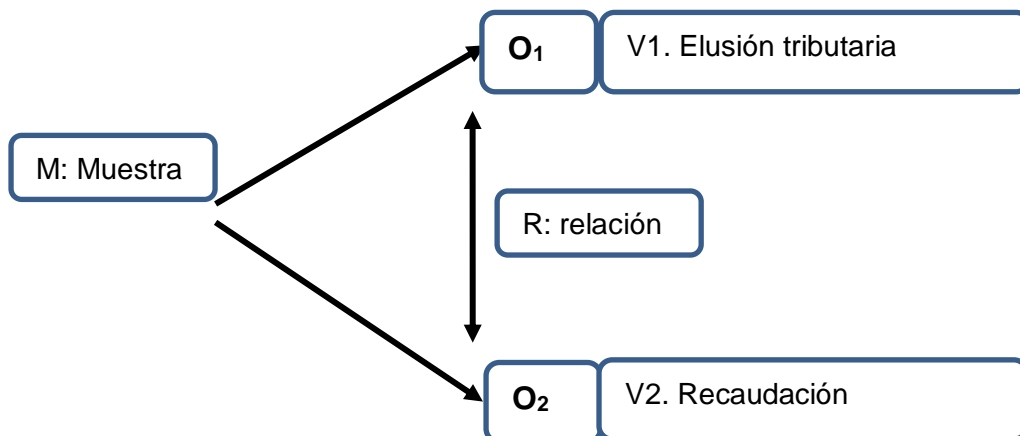 O₁ V1. Elusión tributaria
M: Muestra
R: relación
O₂ V2. Recaudación